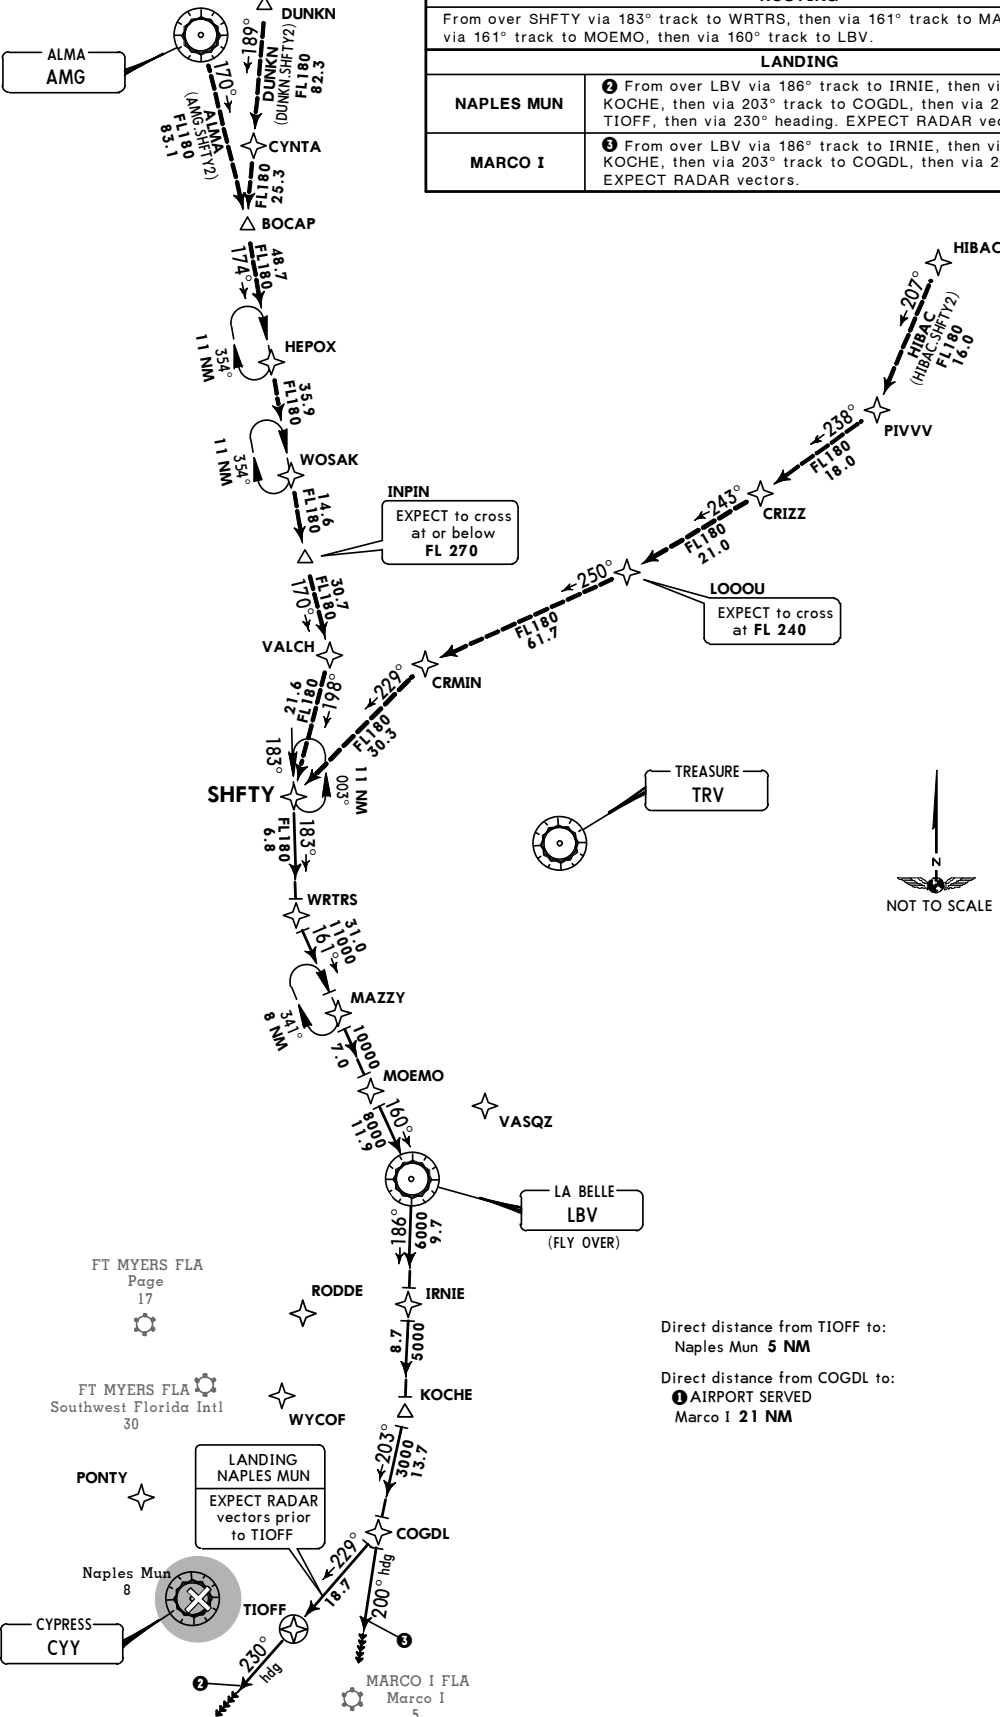 ROUTING
From over SHFTY via 183° track to WRTRS, then via 161° track to MA
via 161° track to MOEMO, then via 160° track to LBV.
LANDING
NAPLES MUN
❷ From over LBV via 186° track to IRNIE, then vi
KOCHE, then via 203° track to COGDL, then via 2
TIOFF, then via 230° heading. EXPECT RADAR vec
MARCO I
❸ From over LBV via 186° track to IRNIE, then vi
KOCHE, then via 203° track to COGDL, then via 2
EXPECT RADAR vectors.
DUNKN
ALMA
AMG
189°
DUNKN
(DUNKN.SHFTY2)
FL180
82.3
170°
ALMA
(AMG.SHFTY2)
FL180
83.1
CYNTA
FL180
25.3
BOCAP
48.7
FL180
174°
HEPOX
354°
11 NM
35.9
FL180
WOSAK
354°
11 NM
14.6
FL180
INPIN
EXPECT to cross
at or below
FL 270
30.7
FL180
170°
VALCH
21.6
FL180
198°
HIBAC
207°
HIBAC
(HIBAC.SHFTY2)
FL180
16.0
PIVVV
238°
FL180
18.0
CRIZZ
243°
FL180
21.0
LOOOU
EXPECT to cross
at FL 240
250°
FL180
61.7
CRMIN
229°
FL180
30.3
183°
SHFTY
11 NM
003°
183°
FL180
6.8
TREASURE
TRV
N
NOT TO SCALE
WRTRS
31.0
11000
161°
MAZZY
341°
8 NM
10000
7.0
MOEMO
160°
8000
11.9
VASQZ
LA BELLE
LBV
(FLY OVER)
186°
6000
9.7
FT MYERS FLA
Page
17
RODDE
IRNIE
8.7
5000
Direct distance from TIOFF to:
Naples Mun 5 NM
Direct distance from COGDL to:
❶ AIRPORT SERVED
Marco I 21 NM
FT MYERS FLA
Southwest Florida Intl
30
WYCOF
KOCHE
203°
3000
13.7
LANDING
NAPLES MUN
EXPECT RADAR
vectors prior
to TIOFF
PONTY
COGDL
229°
18.7
200° hdg
Naples Mun
8
CYPRESS
CYY
TIOFF
230°
hdg
❷
❸
MARCO I FLA
Marco I
5